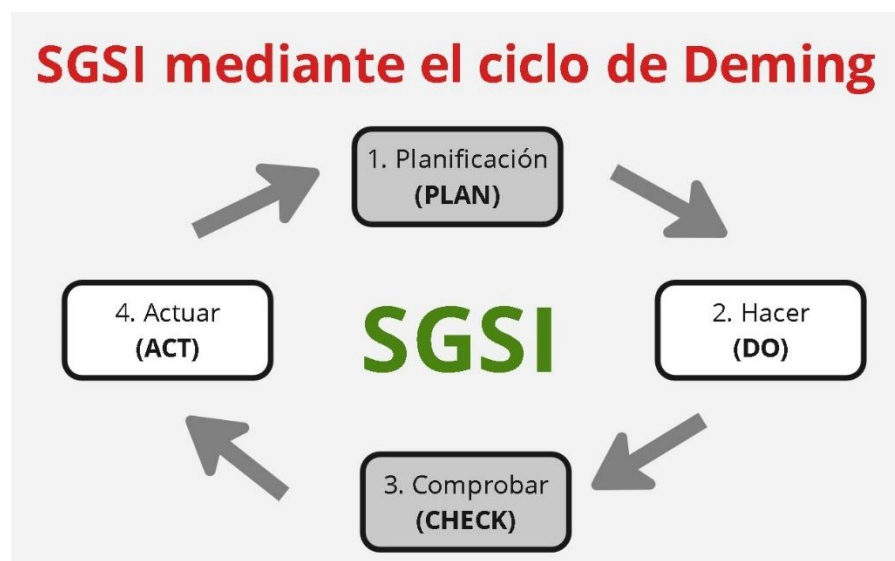 SGSI mediante el ciclo de Deming
1. Planificación
(PLAN)
4. Actuar
(ACT)
SGSI
2. Hacer
(DO)
3. Comprobar
(CHECK)